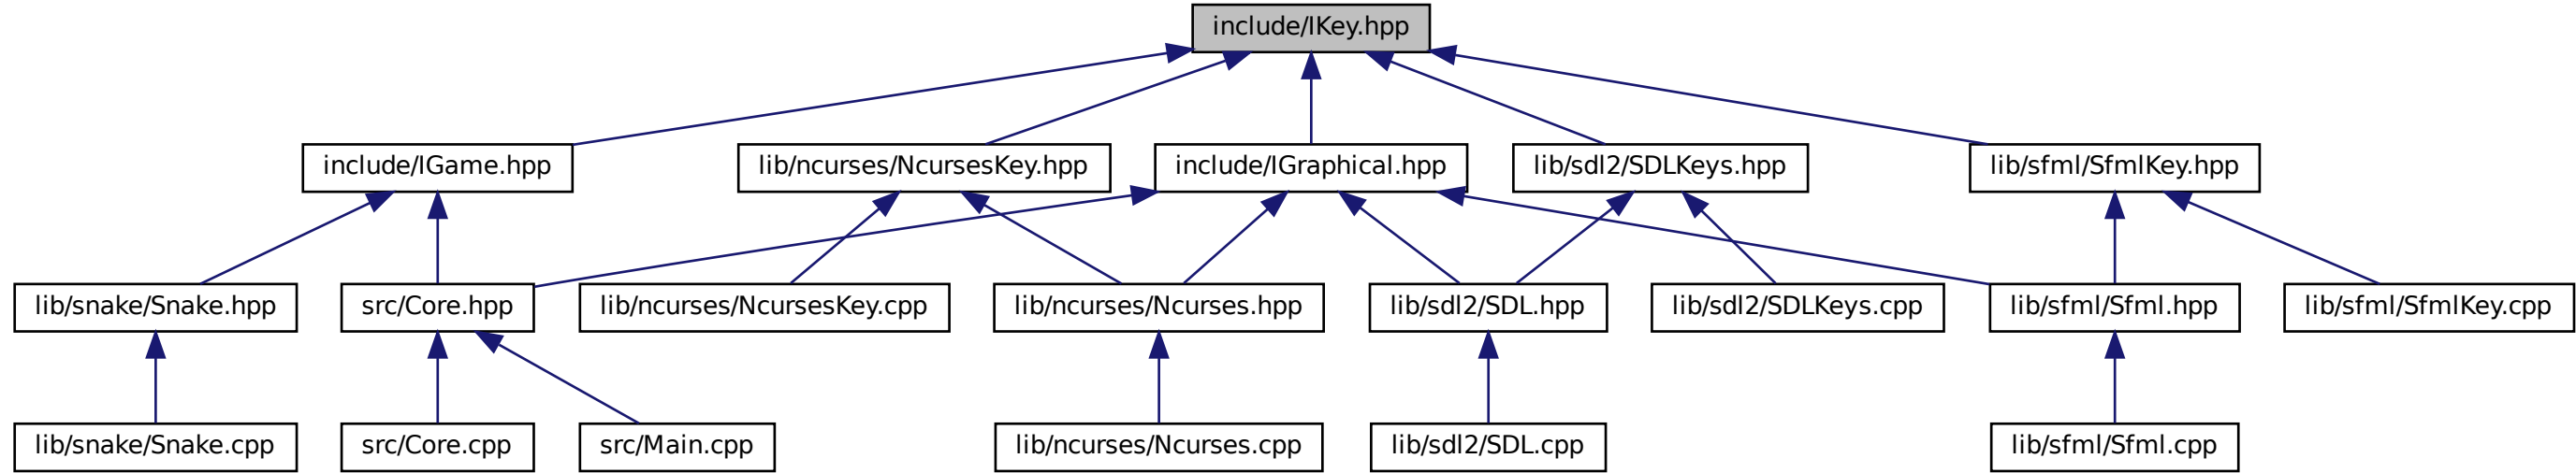 include/IKey.hpp
include/IGame.hpp
lib/ncurses/NcursesKey.hpp
include/IGraphical.hpp
lib/sdl2/SDLKeys.hpp
lib/sfml/SfmlKey.hpp
lib/snake/Snake.hpp
src/Core.hpp
lib/ncurses/NcursesKey.cpp
lib/ncurses/Ncurses.hpp
lib/sdl2/SDL.hpp
lib/sdl2/SDLKeys.cpp
lib/sfml/Sfml.hpp
lib/sfml/SfmlKey.cpp
lib/snake/Snake.cpp
src/Core.cpp
src/Main.cpp
lib/ncurses/Ncurses.cpp
lib/sdl2/SDL.cpp
lib/sfml/Sfml.cpp